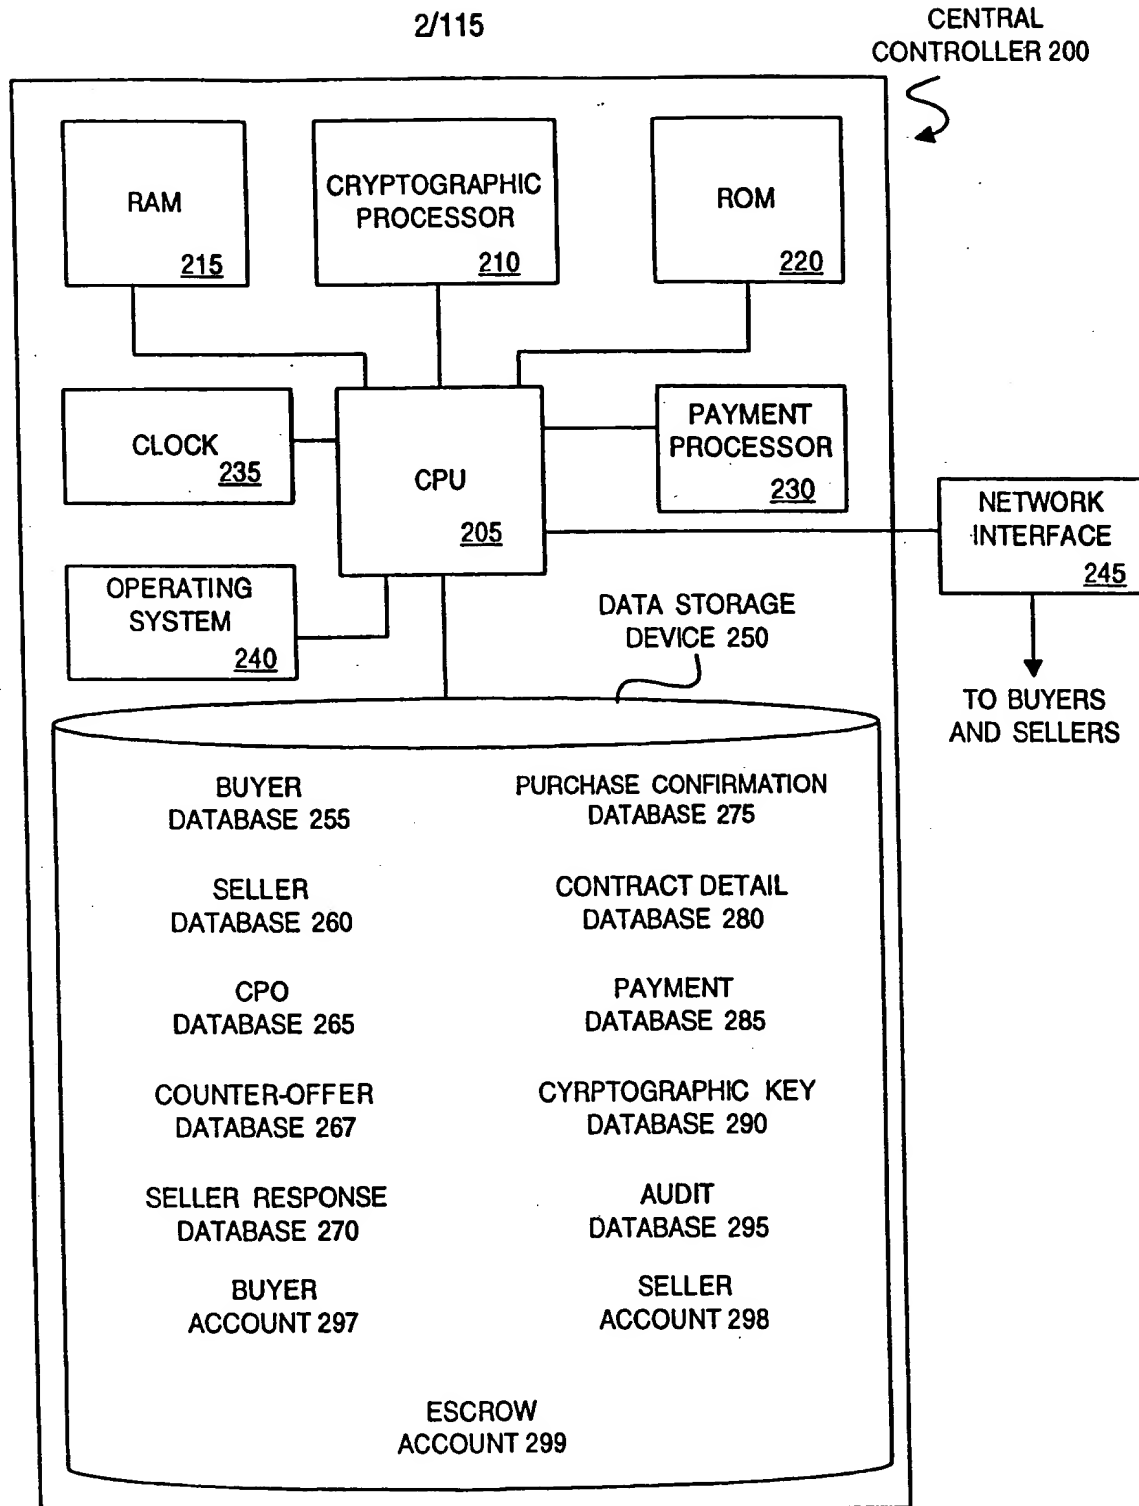 2/115
CENTRAL
CONTROLLER 200
RAM
215
CRYPTOGRAPHIC
PROCESSOR
210
ROM
220
CLOCK
235
CPU
205
PAYMENT
PROCESSOR
230
NETWORK
INTERFACE
245
OPERATING
SYSTEM
240
DATA STORAGE
DEVICE 250
TO BUYERS
AND SELLERS
BUYER
DATABASE 255
PURCHASE CONFIRMATION
DATABASE 275
SELLER
DATABASE 260
CONTRACT DETAIL
DATABASE 280
CPO
DATABASE 265
PAYMENT
DATABASE 285
COUNTER-OFFER
DATABASE 267
CYRPTOGRAPHIC KEY
DATABASE 290
SELLER RESPONSE
DATABASE 270
AUDIT
DATABASE 295
BUYER
ACCOUNT 297
SELLER
ACCOUNT 298
ESCROW
ACCOUNT 299